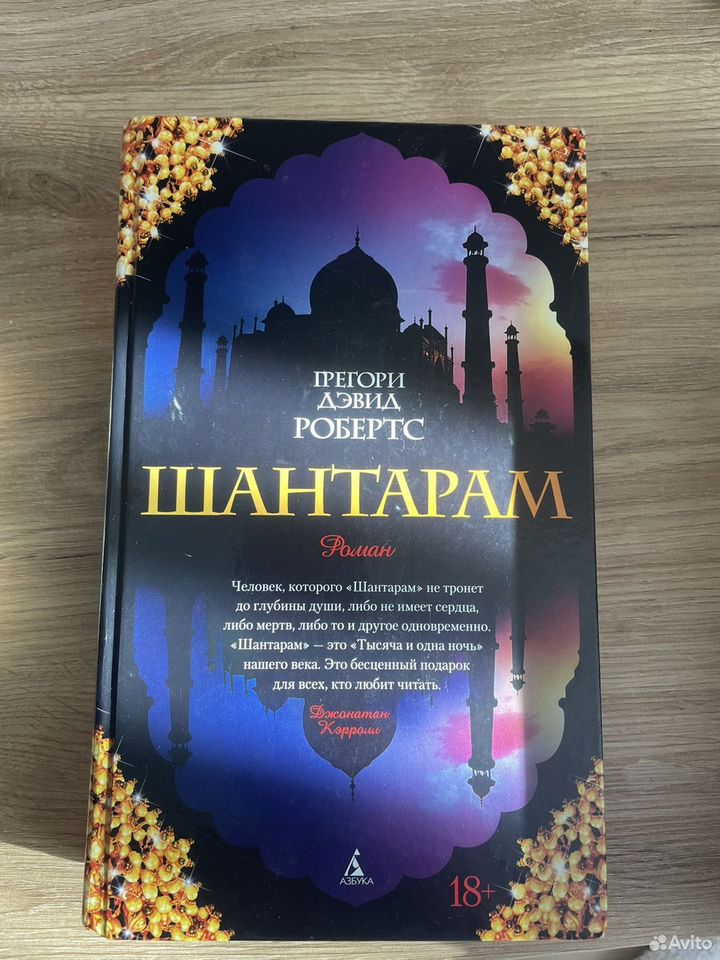 ГРЕГОРИ
ДЭВИД
РОБЕРТС
ШАНТАРАМ
Роман
Человек, которого «Шантарам» не тронет
до глубины души, либо не имеет сердца,
либо мертв, либо то и другое одновременно.
«Шантарам» — это «Тысяча и одна ночь»
нашего века. Это бесценный подарок
для всех, кто любит читать.
Джонатан
Кэрролл
АЗБУКА
18+
Avito